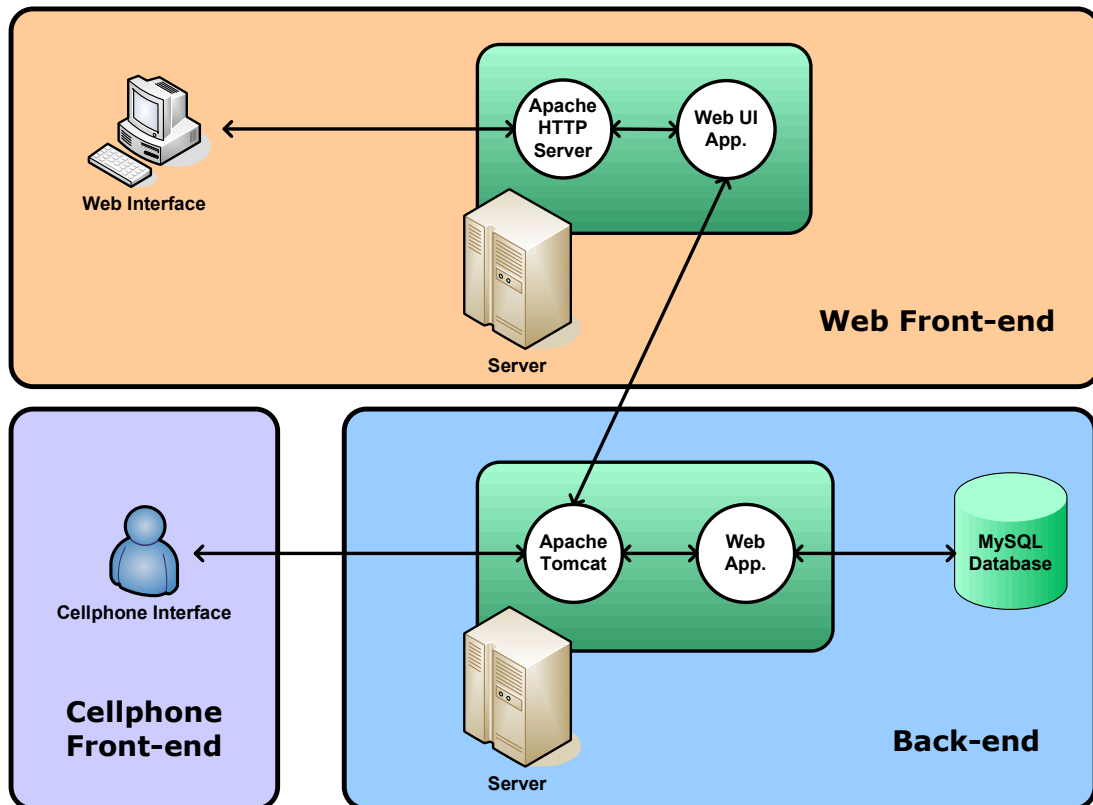 Apache
HTTP
Server
Web UI
App.
Web Interface
Server
Web Front-end
Cellphone Interface
Cellphone
Front-end
Apache
Tomcat
Web
App.
MySQL
Database
Server
Back-end